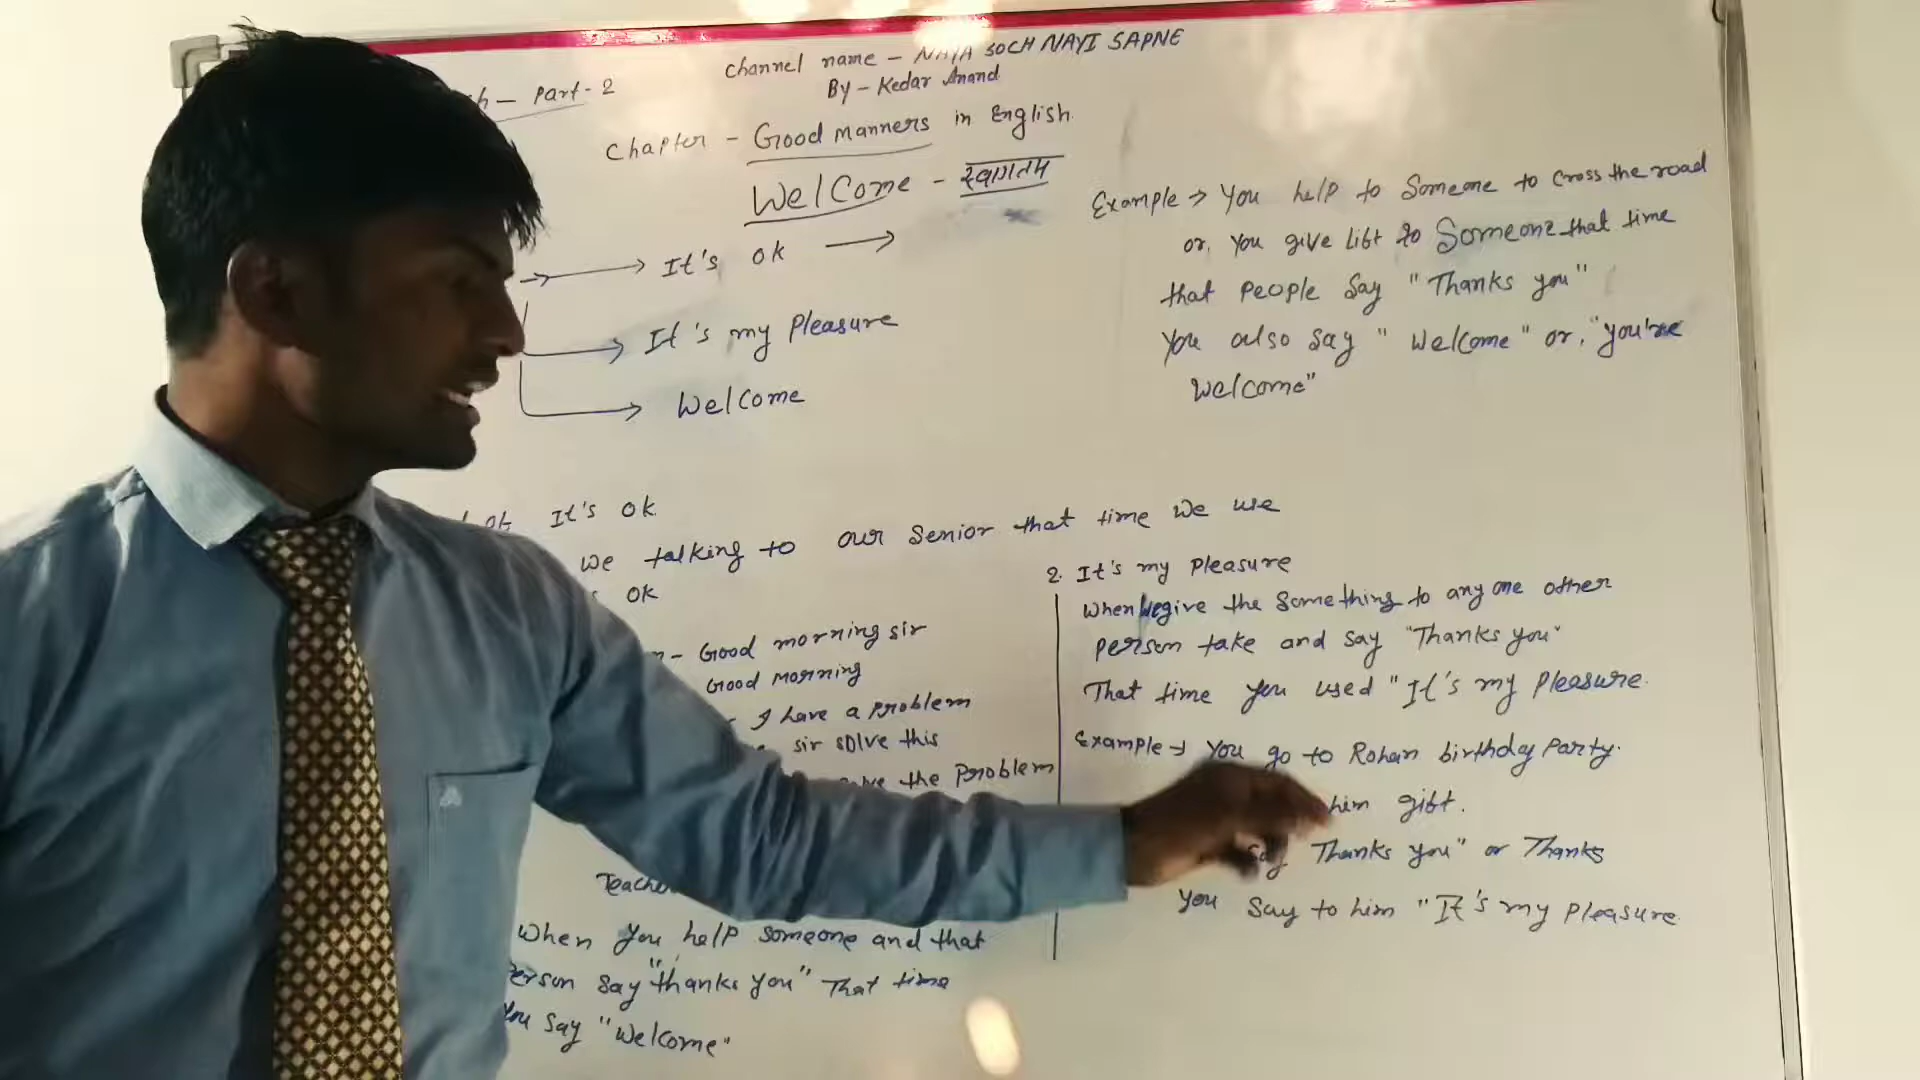 Part - 2
Channel name - NAYA SOCH NAYI SAPNE
By - Kedar Anand
Chapter - Good manners in English
Welcome - स्वागतम
It's ok
It's my Pleasure
Welcome
Example → You help to Someone to cross the road
or, you give lift to Someone that time
that People Say "Thanks you"
You also say "Welcome" or, "you're
Welcome"
It's ok
we talking to our Senior that time we use
ok
Good morning sir
Good morning
I have a problem
sir solve this
the Problem
When you help someone and that
Person say "thanks you" That time
You say "Welcome"
2. It's my Pleasure
When we give the Something to any one other
person take and say "Thanks you"
That time you used "It's my Pleasure.
Example → You go to Rohan birthday Party.
him gift.
Say Thanks you" or Thanks
You Say to him "It's my Pleasure